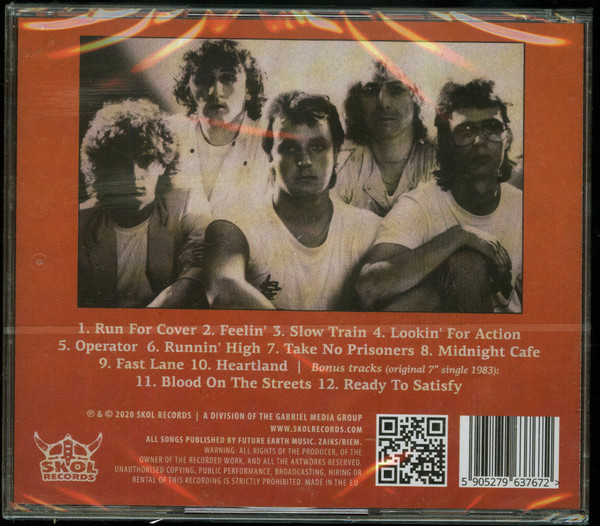 1. Run For Cover 2. Feelin' 3. Slow Train 4. Lookin' For Action
5. Operator 6. Runnin' High 7. Take No Prisoners 8. Midnight Cafe
9. Fast Lane 10. Heartland | Bonus tracks (original 7" single 1983):
11. Blood On The Streets 12. Ready To Satisfy
℗ & © 2020 SKOL RECORDS | A DIVISION OF THE GABRIEL MEDIA GROUP
WWW.SKOLRECORDS.COM
ALL SONGS PUBLISHED BY FUTURE EARTH MUSIC. ZAIKS/BIEM.
WARNING. ALL RIGHTS OF THE PRODUCER, OF THE
OWNER OF THE RECORDED WORK, AND ALL THE ARTWORKS RESERVED.
UNAUTHORISED COPYING, PUBLIC PERFORMANCE, BROADCASTING, HIRING OR
RENTAL OF THIS RECORDING IS STRICTLY PROHIBITED. MADE IN THE EU.
SKOL
RECORDS
5 905279 637672 >